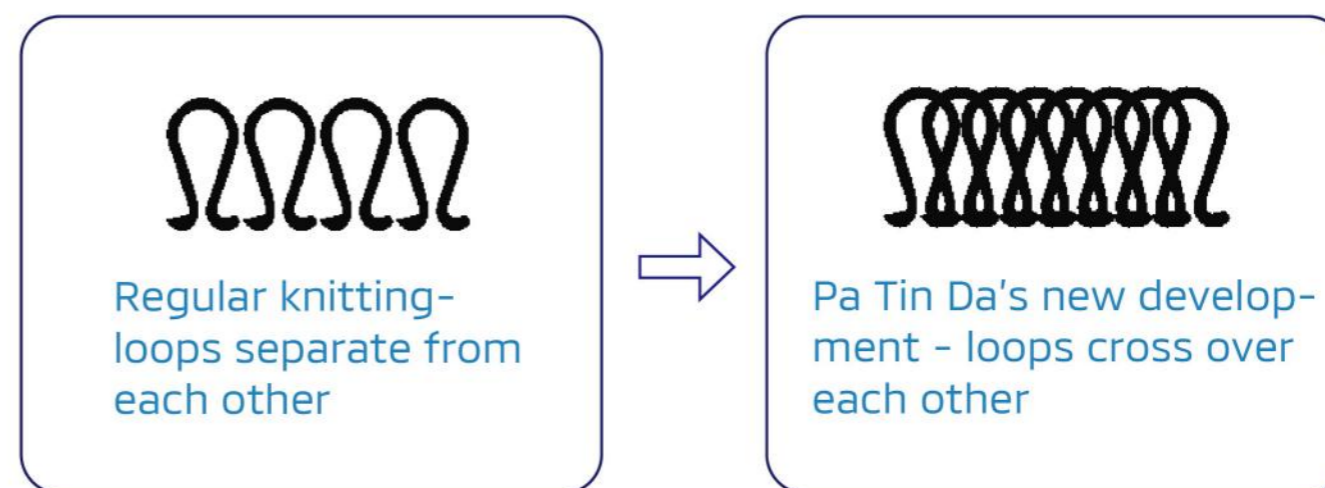 Regular knitting-
loops separate from
each other
Pa Tin Da's new develop-
ment - loops cross over
each other